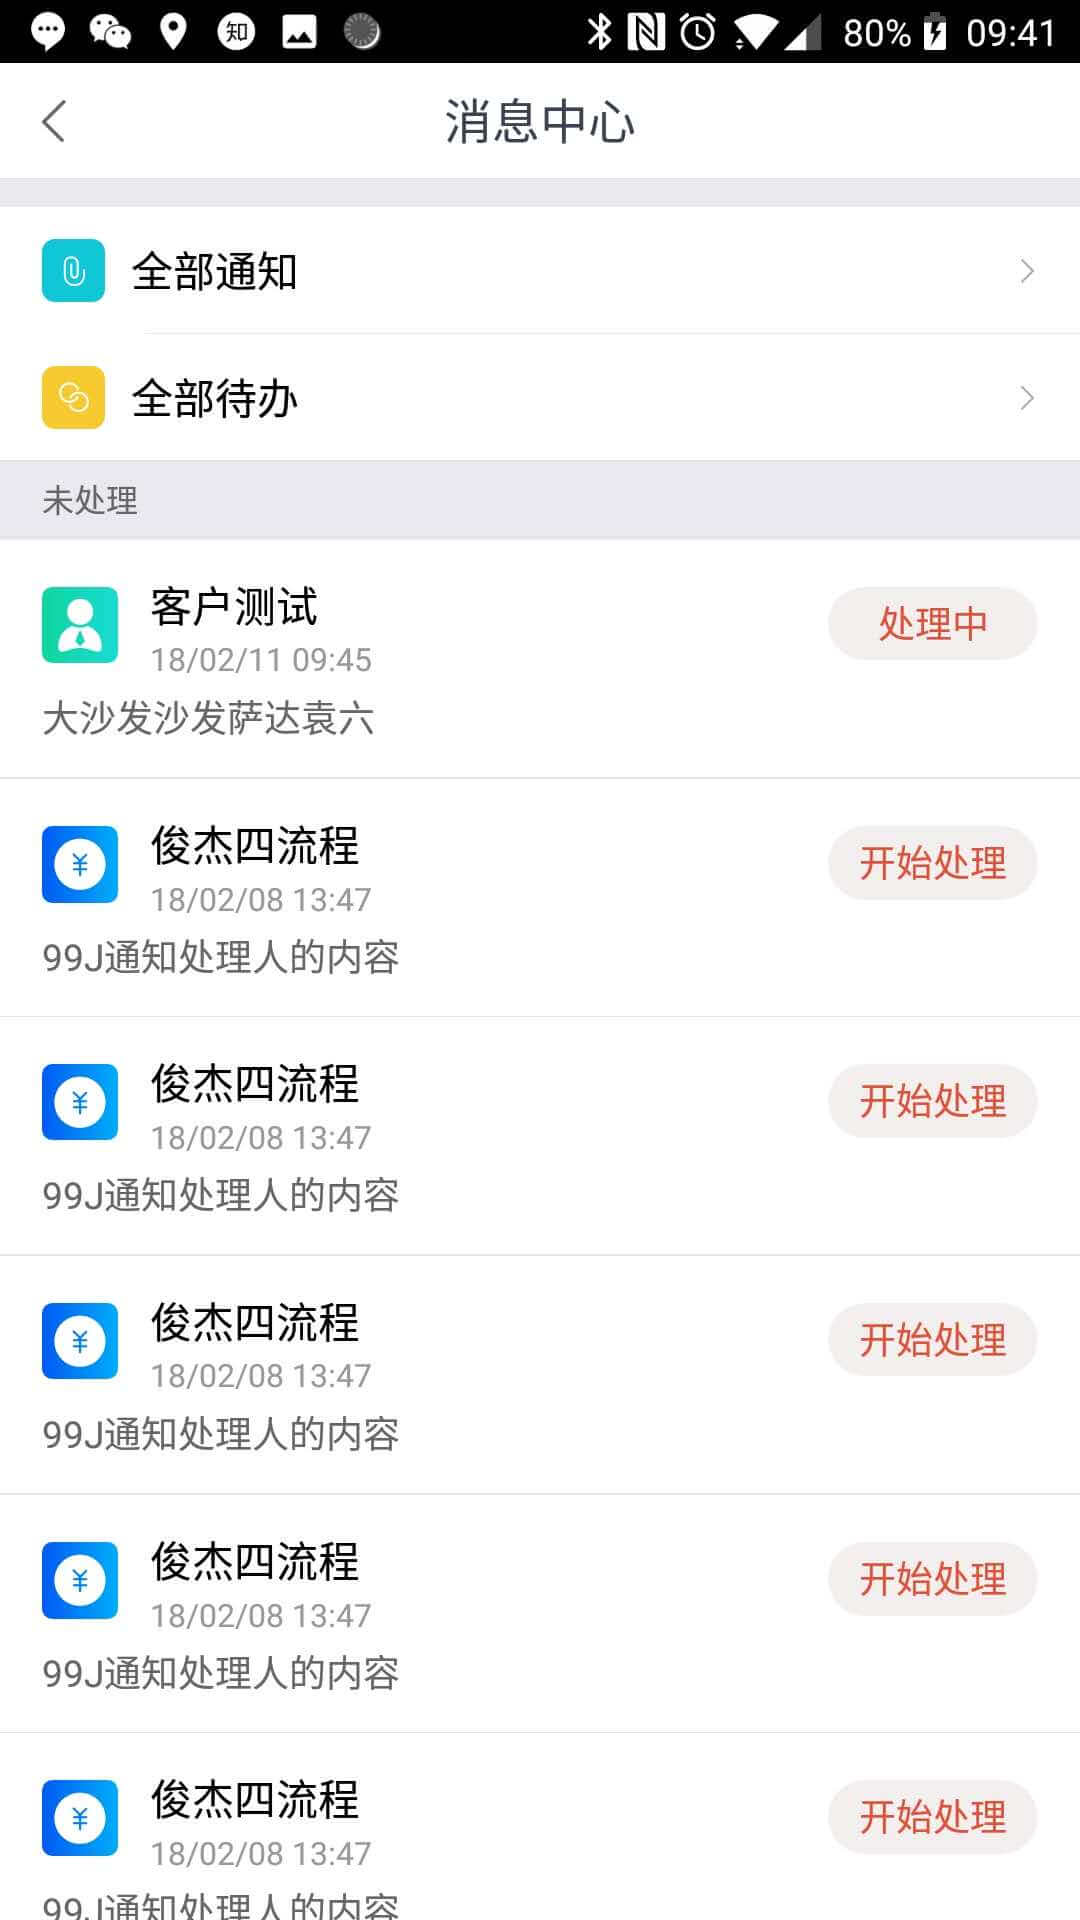 知 80% 09:41
消息中心
全部通知
全部待办
未处理
客户测试
处理中
18/02/11 09:45
大沙发沙发萨达袁六
俊杰四流程
开始处理
18/02/08 13:47
99J通知处理人的内容
俊杰四流程
开始处理
18/02/08 13:47
99J通知处理人的内容
俊杰四流程
开始处理
18/02/08 13:47
99J通知处理人的内容
俊杰四流程
开始处理
18/02/08 13:47
99J通知处理人的内容
俊杰四流程
开始处理
18/02/08 13:47
99J通知处理人的内容